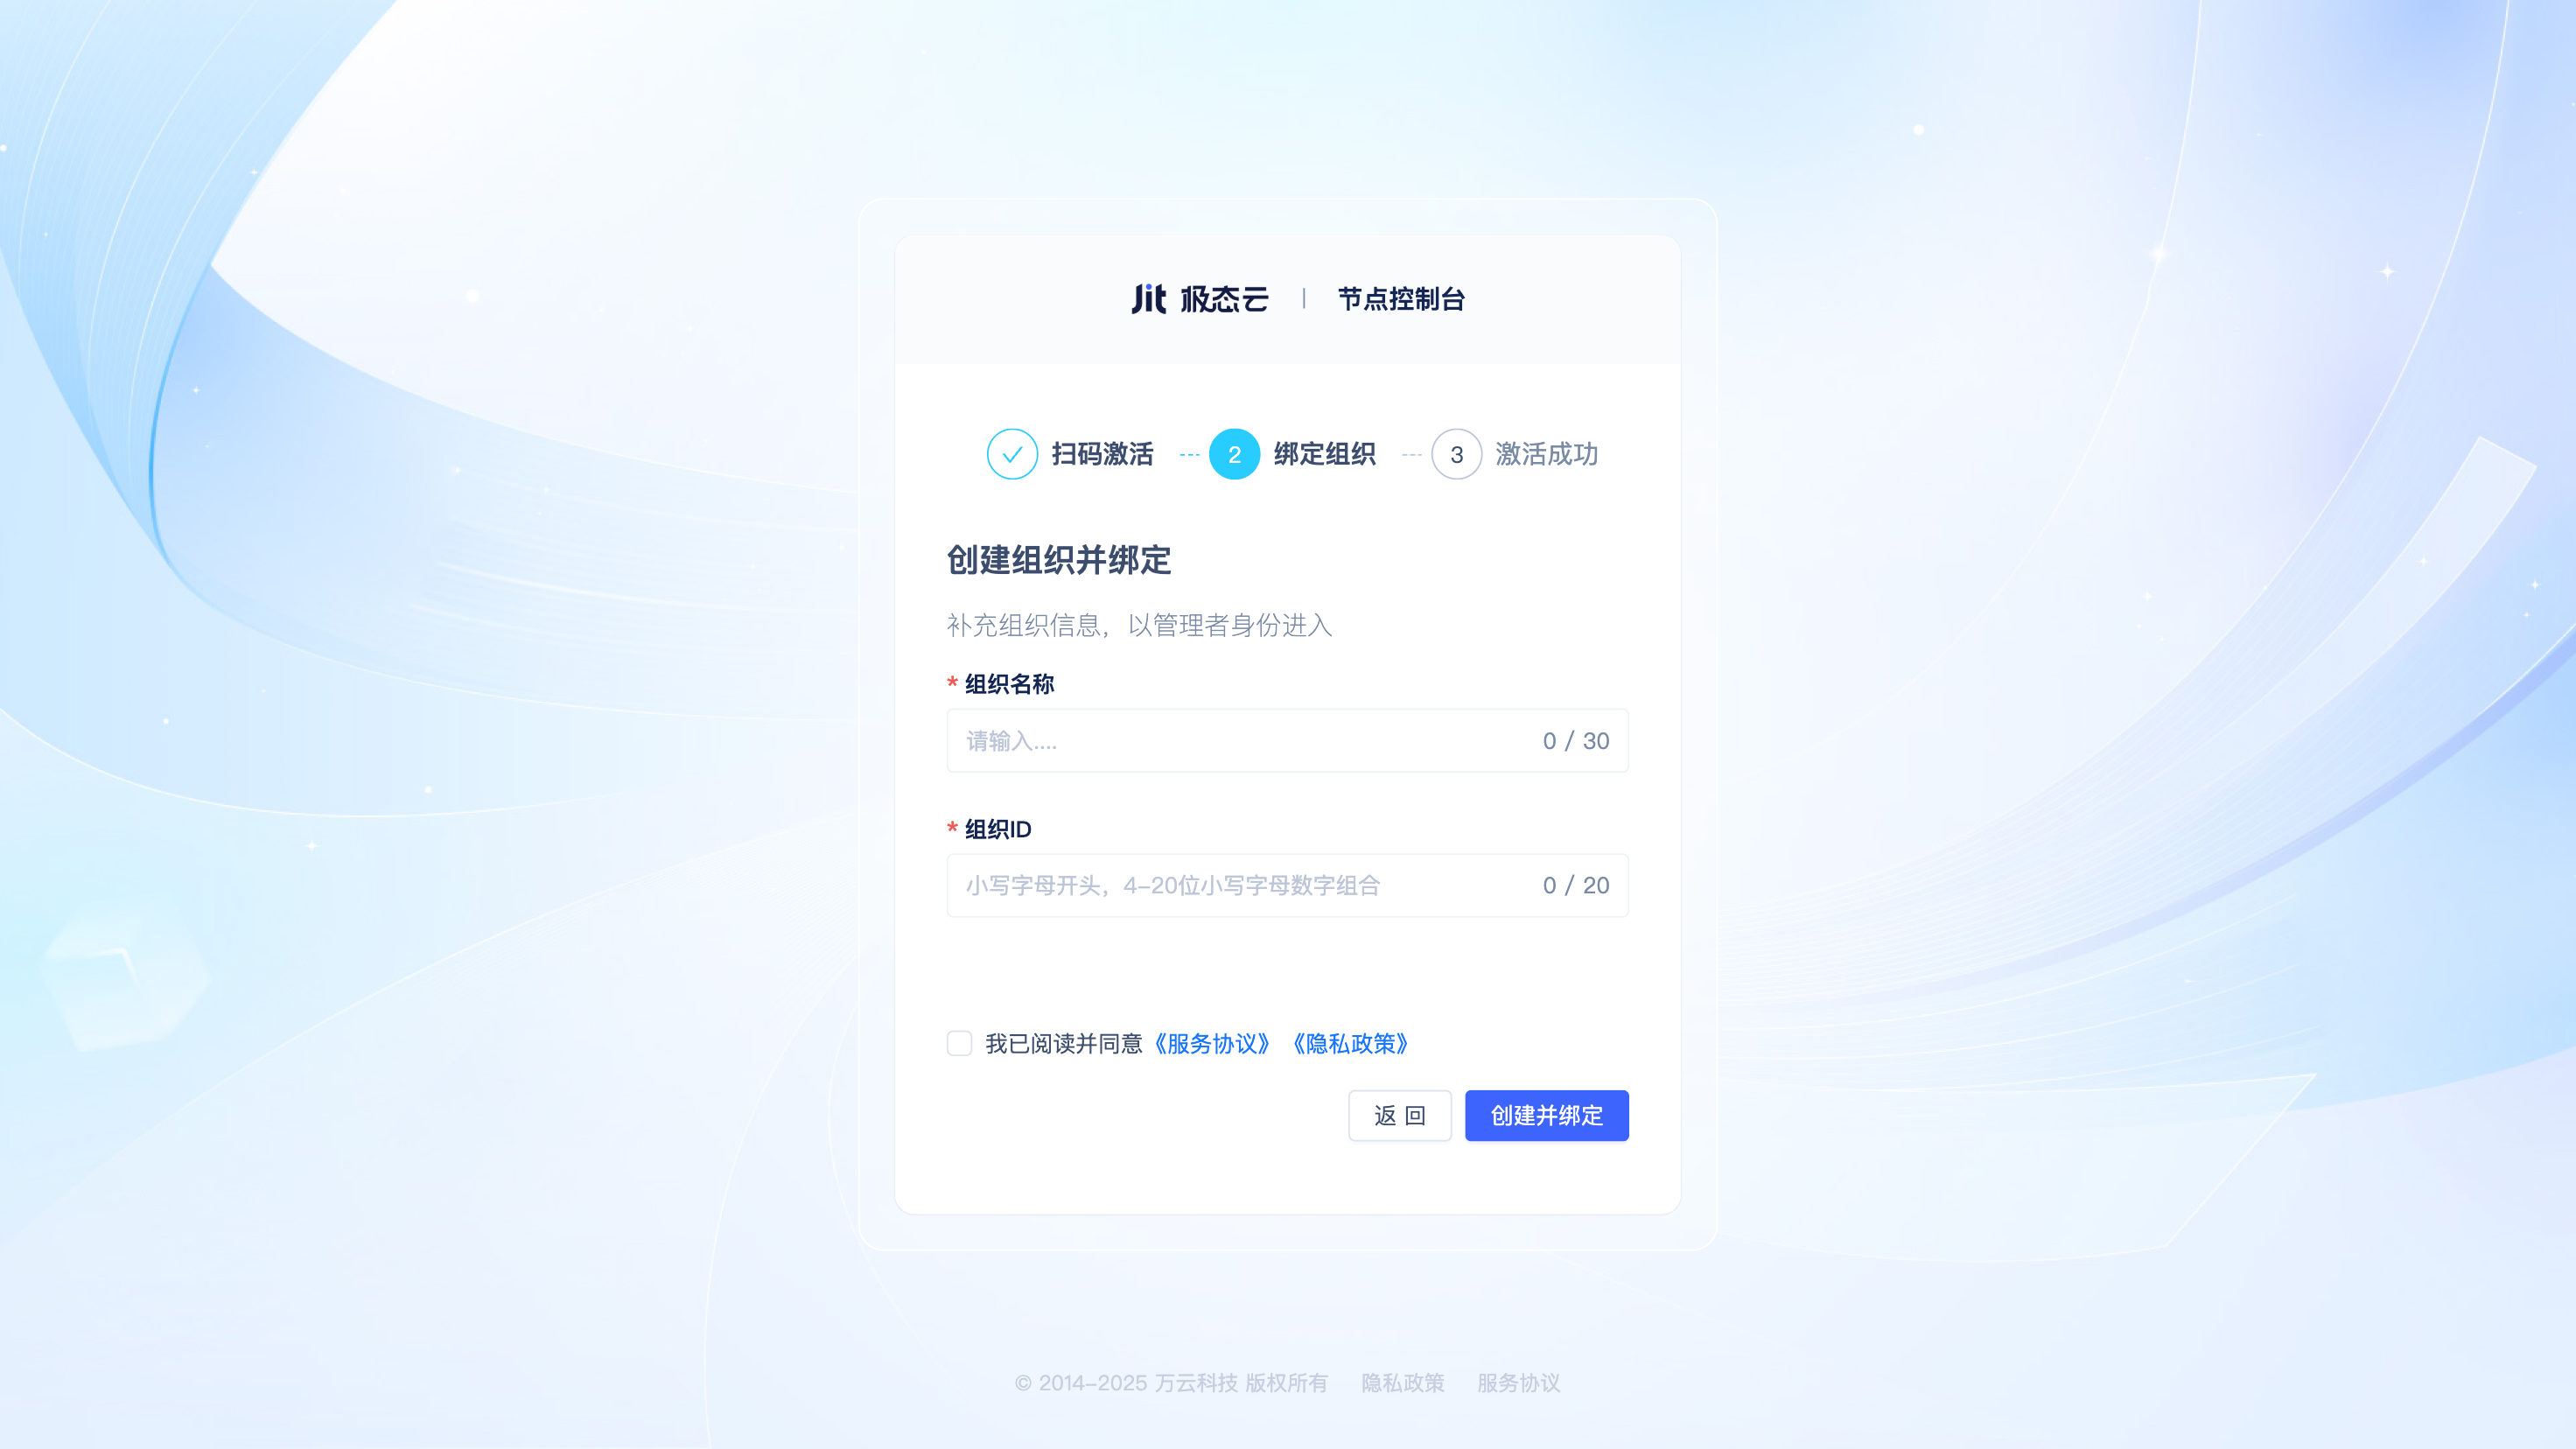 Jit 极态云 | 节点控制台
扫码激活 --- 2 绑定组织 --- 3 激活成功
创建组织并绑定
补充组织信息，以管理者身份进入
* 组织名称
请输入.... 0 / 30
* 组织ID
小写字母开头，4-20位小写字母数字组合 0 / 20
我已阅读并同意《服务协议》《隐私政策》
返 回 创建并绑定
© 2014-2025 万云科技 版权所有 隐私政策 服务协议